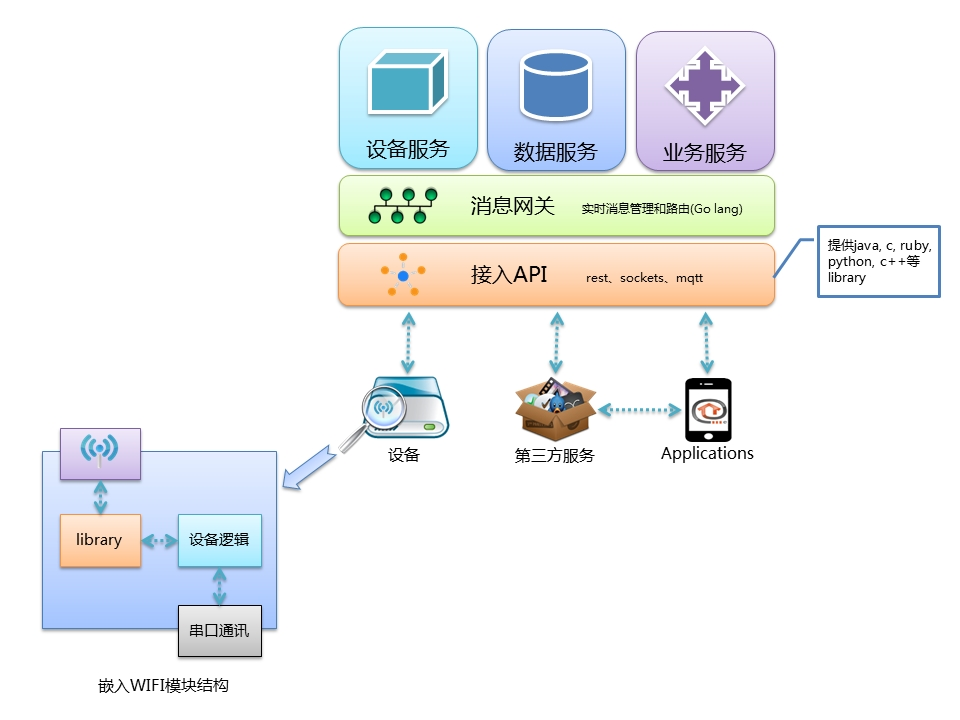 设备服务
数据服务
业务服务
消息网关
实时消息管理和路由(Go lang)
接入API
rest、sockets、mqtt
提供java, c, ruby,
python, c++等
library
设备
第三方服务
Applications
library
设备逻辑
串口通讯
嵌入WIFI模块结构